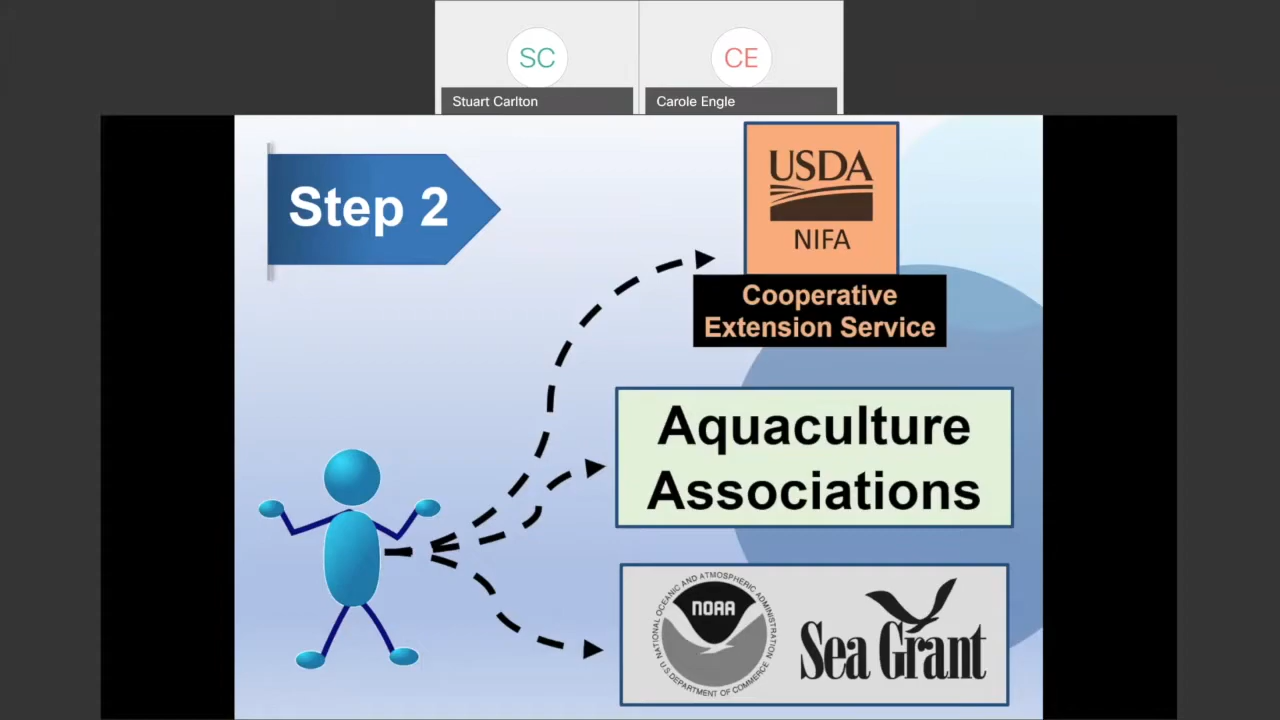 SC
CE
Stuart Carlton
Carole Engle
Step 2
USDA
NIFA
Cooperative
Extension Service
Aquaculture
Associations
NATIONAL OCEANIC AND ATMOSPHERIC ADMINISTRATION
NOAA
U.S. DEPARTMENT OF COMMERCE
Sea Grant